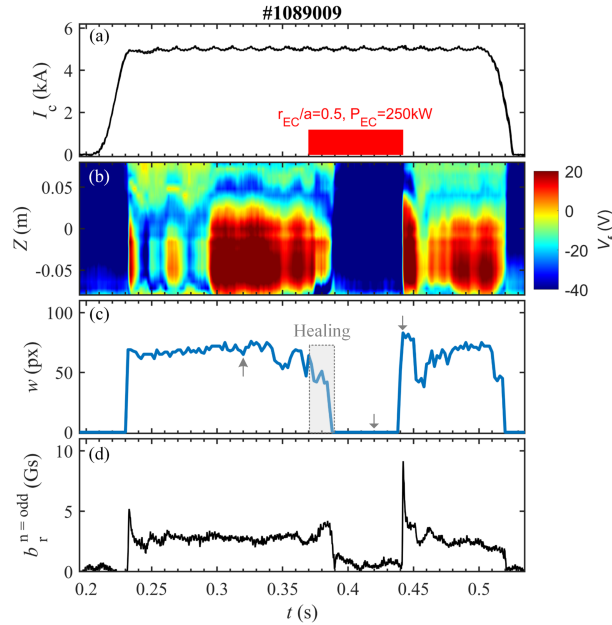 #1089009
(a)
6
4
2
0
I_c (kA)
r_EC/a=0.5, P_EC=250kW
(b)
0.05
0
-0.05
Z (m)
20
0
-20
-40
(V)
(c)
100
50
0
w (px)
Healing
(d)
10
5
0
b_r^{n = odd} (Gs)
0.2 0.25 0.3 0.35 0.4 0.45 0.5
t (s)